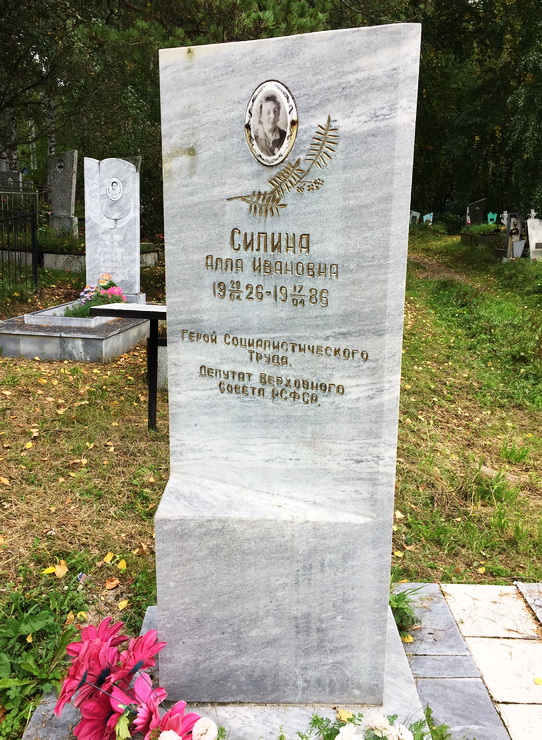 СИЛИНА
АЛЛА ИВАНОВНА
19 20/04 26-19 17/04 86
ГЕРОЙ СОЦИАЛИСТИЧЕСКОГО
ТРУДА.
ДЕПУТАТ ВЕРХОВНОГО
СОВЕТА РСФСР.